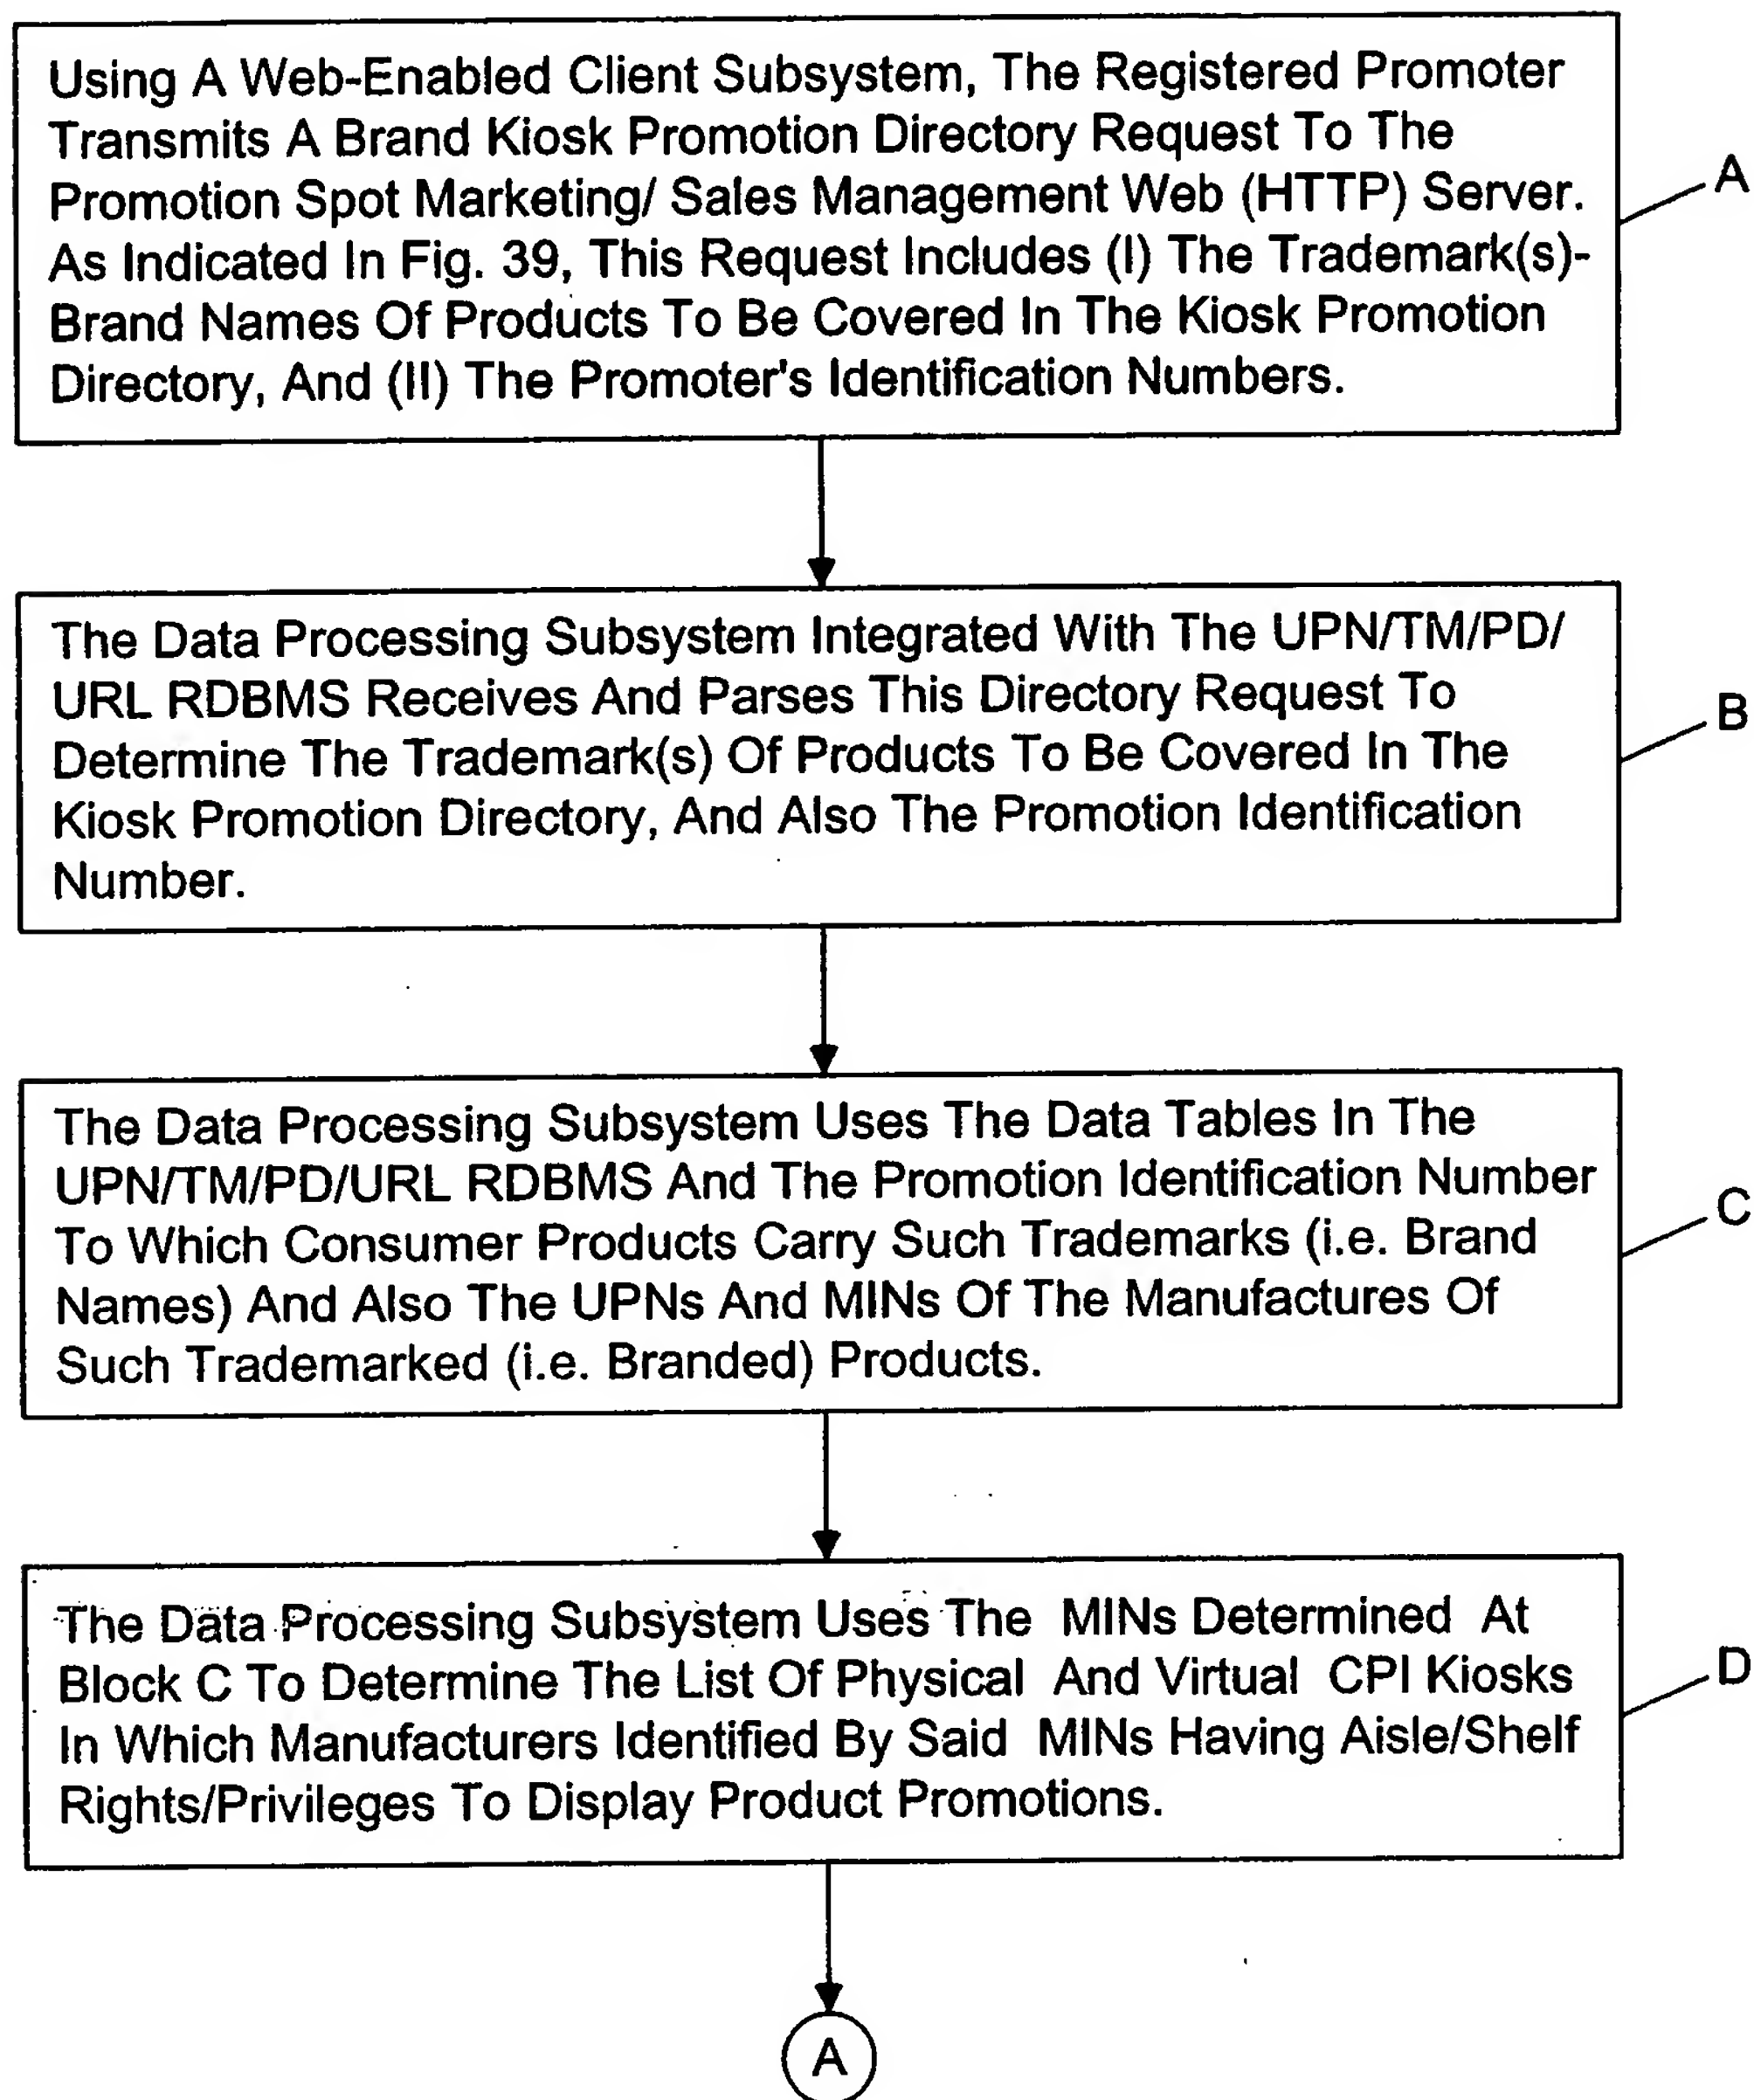 Using A Web-Enabled Client Subsystem, The Registered Promoter
Transmits A Brand Kiosk Promotion Directory Request To The
Promotion Spot Marketing/ Sales Management Web (HTTP) Server.
As Indicated In Fig. 39, This Request Includes (I) The Trademark(s)-
Brand Names Of Products To Be Covered In The Kiosk Promotion
Directory, And (II) The Promoter's Identification Numbers.
A
The Data Processing Subsystem Integrated With The UPN/TM/PD/
URL RDBMS Receives And Parses This Directory Request To
Determine The Trademark(s) Of Products To Be Covered In The
Kiosk Promotion Directory, And Also The Promotion Identification
Number.
B
The Data Processing Subsystem Uses The Data Tables In The
UPN/TM/PD/URL RDBMS And The Promotion Identification Number
To Which Consumer Products Carry Such Trademarks (i.e. Brand
Names) And Also The UPNs And MINs Of The Manufactures Of
Such Trademarked (i.e. Branded) Products.
C
The Data Processing Subsystem Uses The MINs Determined At
Block C To Determine The List Of Physical And Virtual CPI Kiosks
In Which Manufacturers Identified By Said MINs Having Aisle/Shelf
Rights/Privileges To Display Product Promotions.
D
A